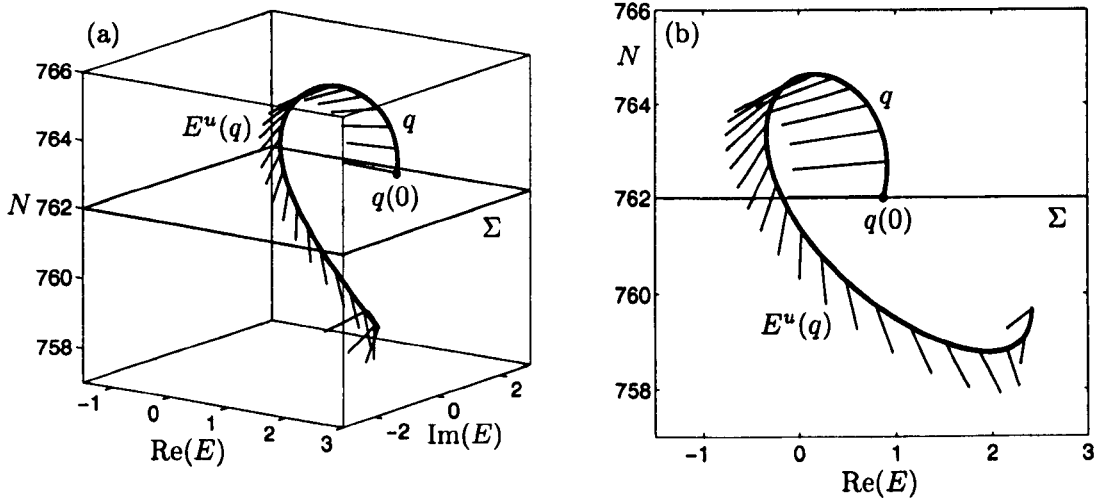 (a)
766
764
N 762
760
758
E^u(q)
q
q(0)
Σ
-1 0 1 2 3
Re(E)
-2 0 2
Im(E)
(b)
766
N
764
762
760
758
q
q(0)
Σ
E^u(q)
-1 0 1 2 3
Re(E)